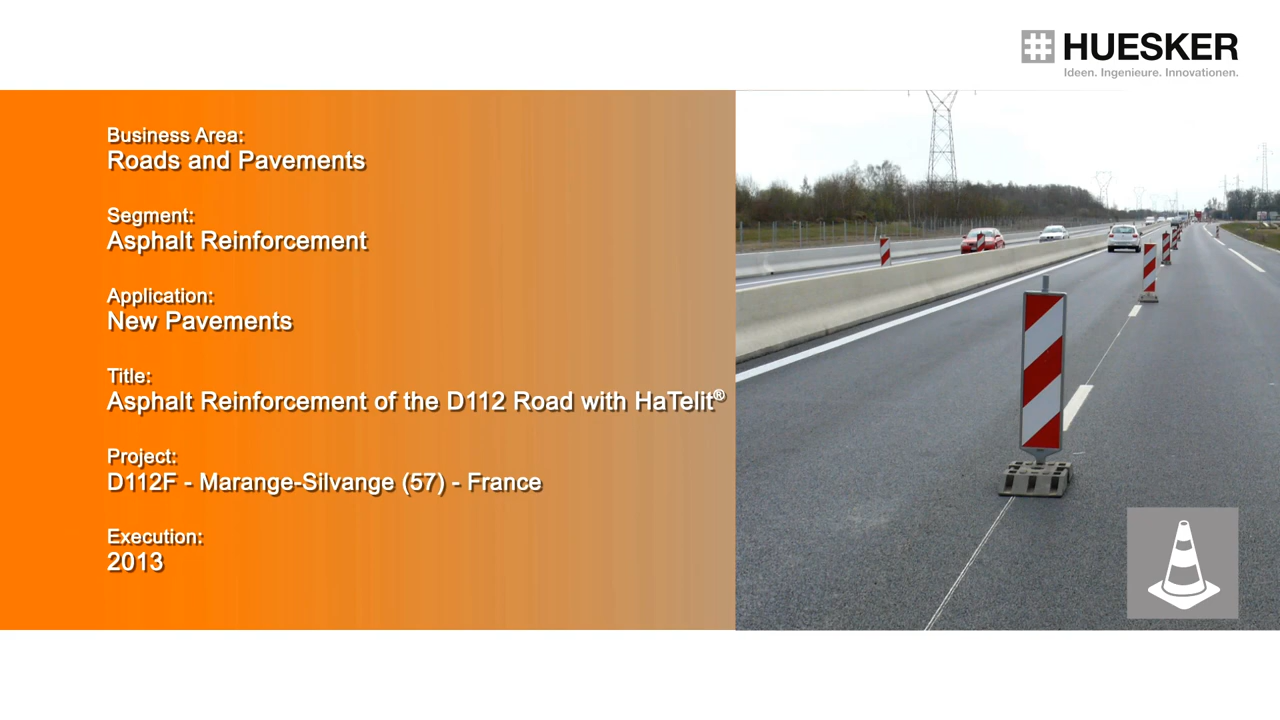 HUESKER
Ideen. Ingenieure. Innovationen.
Business Area:
Roads and Pavements
Segment:
Asphalt Reinforcement
Application:
New Pavements
Title:
Asphalt Reinforcement of the D112 Road with HaTelit®
Project:
D112F - Marange-Silvange (57) - France
Execution:
2013